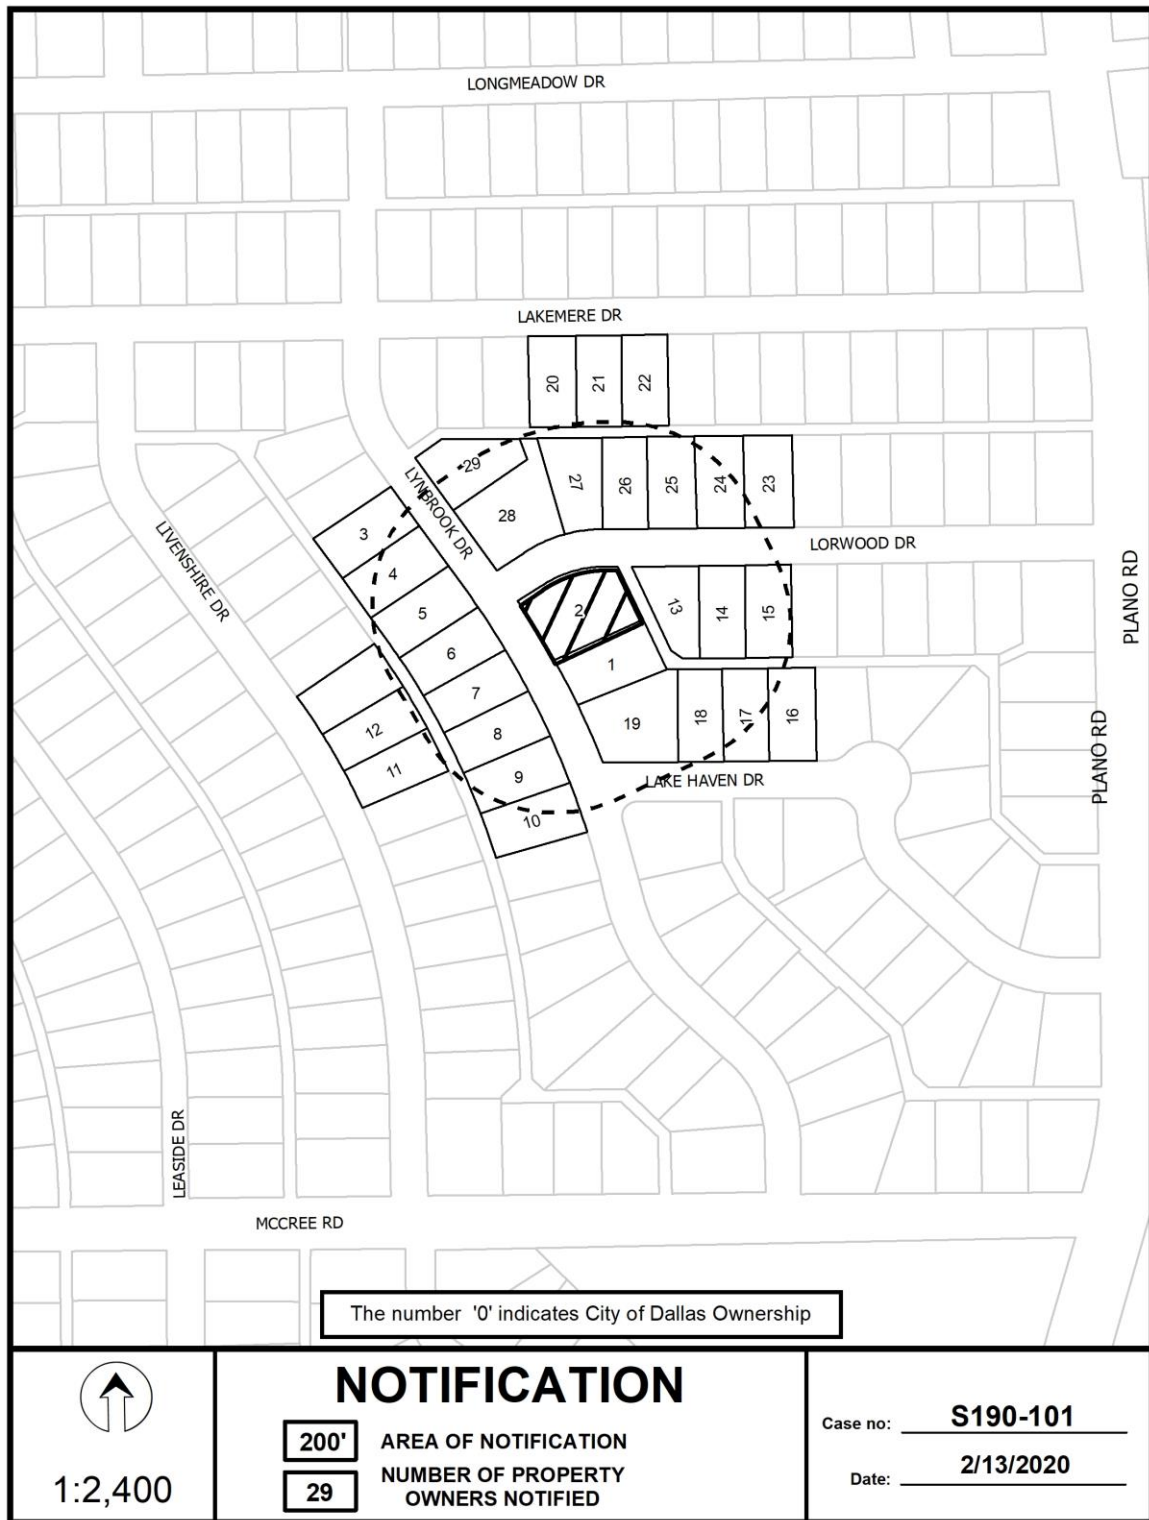 LONGMEADOW DR
LAKEMERE DR
20
21
22
29
LYNBROOK DR
28
27
26
25
24
23
3
LIVENSHIRE DR
4
LORWOOD DR
PLANO RD
5
2
13
14
15
6
1
7
12
8
19
18
17
16
PLANO RD
11
9
LAKE HAVEN DR
10
LEASIDE DR
MCCREE RD
The number '0' indicates City of Dallas Ownership
1:2,400
NOTIFICATION
200' AREA OF NOTIFICATION
29 NUMBER OF PROPERTY
OWNERS NOTIFIED
Case no: S190-101
Date: 2/13/2020